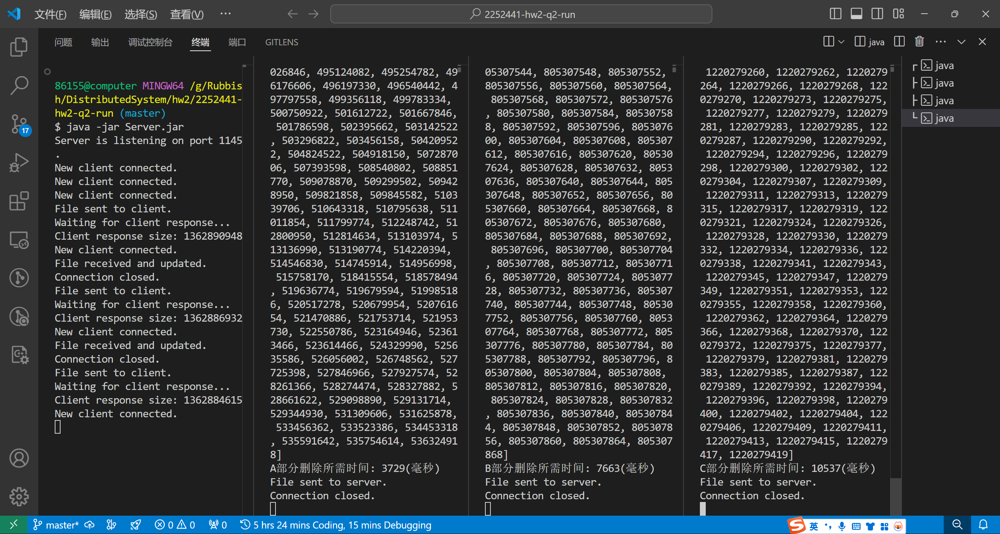 文件(F) 编辑(E) 选择(S) 查看(V) ··· 2252441-hw2-q2-run
问题 输出 调试控制台 终端 端口 GITLENS java ···
86155@computer MINGW64 /g/Rubbis
h/DistributedSystem/hw2/2252441-
hw2-q2-run (master)
$ java -jar Server.jar
Server is listening on port 1145
.
New client connected.
New client connected.
New client connected.
File sent to client.
Waiting for client response...
Client response size: 1362890948
New client connected.
File received and updated.
Connection closed.
File sent to client.
Waiting for client response...
Client response size: 1362886932
New client connected.
File received and updated.
Connection closed.
File sent to client.
Waiting for client response...
Client response size: 1362884615
New client connected.
026846, 495124082, 495254782, 49
6176606, 496197330, 496540442, 4
97797558, 499356118, 499783334,
500750922, 501612722, 501667846,
501786598, 502395662, 503142522
, 503296822, 503456158, 50420952
2, 504824522, 504918150, 5072870
06, 507393598, 508540802, 508851
770, 509078870, 509299502, 50942
8950, 509821858, 509845582, 5103
39706, 510643318, 510795638, 511
011854, 511799774, 512248742, 51
2800950, 512814634, 513103974, 5
13136990, 513190774, 514220394,
514546830, 514745914, 514956998,
515758170, 518415554, 518578494
, 519636774, 519679594, 51998518
6, 520517278, 520679954, 5207616
54, 521470886, 521753714, 521953
730, 522550786, 523164946, 52361
3466, 523614466, 524329990, 5256
35586, 526056002, 526748562, 527
725398, 527846966, 527927574, 52
8261366, 528274474, 528327882, 5
28661622, 529098890, 529131714,
529344930, 531309606, 531625878,
533456362, 533523386, 534453318
, 535591642, 535754614, 53632491
8]
A部分删除所需时间: 3729(毫秒)
File sent to server.
Connection closed.
05307544, 805307548, 805307552,
805307556, 805307560, 805307564,
805307568, 805307572, 805307576
, 805307580, 805307584, 80530758
8, 805307592, 805307596, 8053076
00, 805307604, 805307608, 805307
612, 805307616, 805307620, 80530
7624, 805307628, 805307632, 8053
07636, 805307640, 805307644, 805
307648, 805307652, 805307656, 80
5307660, 805307664, 805307668, 8
05307672, 805307676, 805307680,
805307684, 805307688, 805307692,
805307696, 805307700, 805307704
, 805307708, 805307712, 80530771
6, 805307720, 805307724, 8053077
28, 805307732, 805307736, 805307
740, 805307744, 805307748, 80530
7752, 805307756, 805307760, 8053
07764, 805307768, 805307772, 805
307776, 805307780, 805307784, 80
5307788, 805307792, 805307796, 8
05307800, 805307804, 805307808,
805307812, 805307816, 805307820,
805307824, 805307828, 805307832
, 805307836, 805307840, 80530784
4, 805307848, 805307852, 8053078
56, 805307860, 805307864, 805307
868]
B部分删除所需时间: 7663(毫秒)
File sent to server.
Connection closed.
1220279260, 1220279262, 1220279
264, 1220279266, 1220279268, 122
0279270, 1220279273, 1220279275,
1220279277, 1220279279, 1220279
281, 1220279283, 1220279285, 122
0279287, 1220279290, 1220279292,
1220279294, 1220279296, 1220279
298, 1220279300, 1220279302, 122
0279304, 1220279307, 1220279309,
1220279311, 1220279313, 1220279
315, 1220279317, 1220279319, 122
0279321, 1220279324, 1220279326,
1220279328, 1220279330, 1220279
332, 1220279334, 1220279336, 122
0279338, 1220279341, 1220279343,
1220279345, 1220279347, 1220279
349, 1220279351, 1220279353, 122
0279355, 1220279358, 1220279360,
1220279362, 1220279364, 1220279
366, 1220279368, 1220279370, 122
0279372, 1220279375, 1220279377,
1220279379, 1220279381, 1220279
383, 1220279385, 1220279387, 122
0279389, 1220279392, 1220279394,
1220279396, 1220279398, 1220279
400, 1220279402, 1220279404, 122
0279406, 1220279409, 1220279411,
1220279413, 1220279415, 1220279
417, 1220279419]
C部分删除所需时间: 10537(毫秒)
File sent to server.
Connection closed.
java
java
java
java
17
master* 0 0 0 5 hrs 24 mins Coding, 15 mins Debugging
S 英